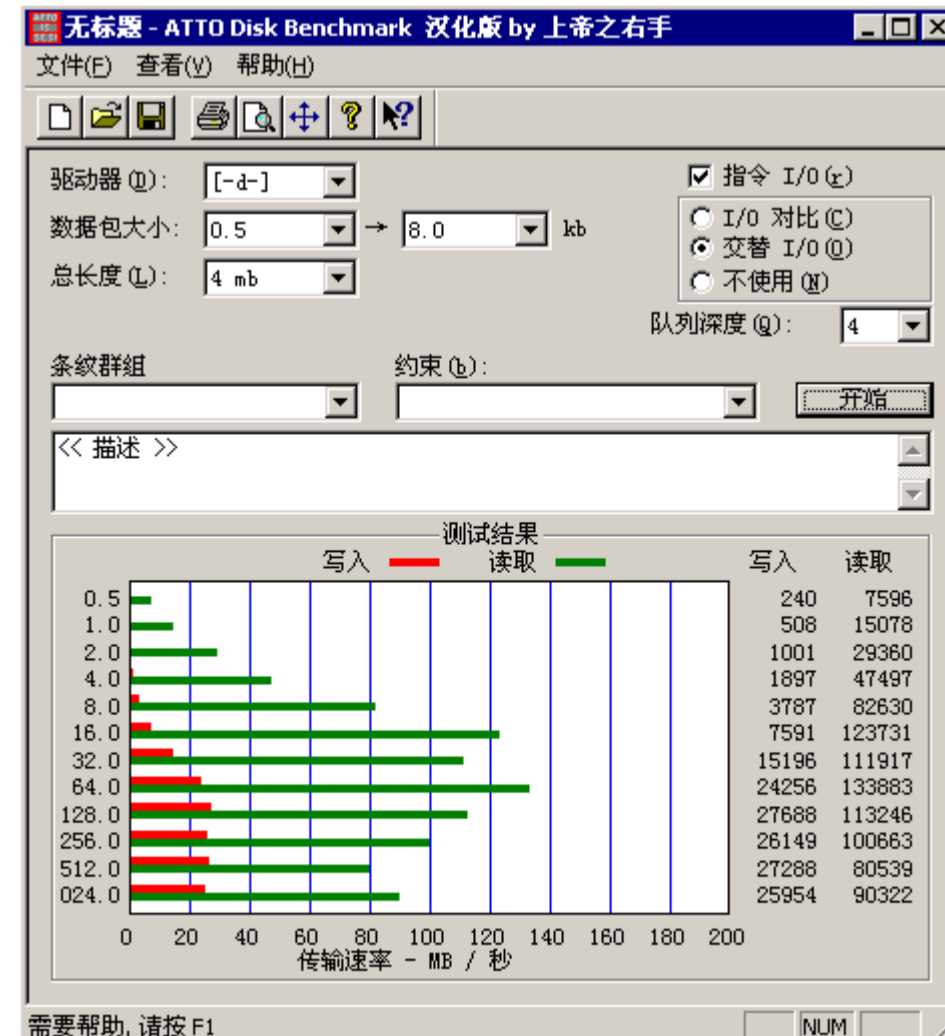 无标题 - ATTO Disk Benchmark 汉化版 by 上帝之右手
文件(F) 查看(V) 帮助(H)
驱动器(D): [-d-] 指令 I/O(r)
数据包大小: 0.5 → 8.0 kb I/O 对比(C)
交替 I/O(O)
总长度(L): 4 mb 不使用(N)
队列深度(Q): 4
条纹群组 约束(b):
开始
<< 描述 >>
测试结果
写入 读取 写入 读取
0.5 240 7596
1.0 508 15078
2.0 1001 29360
4.0 1897 47497
8.0 3787 82630
16.0 7591 123731
32.0 15196 111917
64.0 24256 133883
128.0 27688 113246
256.0 26149 100663
512.0 27288 80539
024.0 25954 90322
0 20 40 60 80 100 120 140 160 180 200
传输速率 - MB / 秒
需要帮助, 请按 F1 NUM